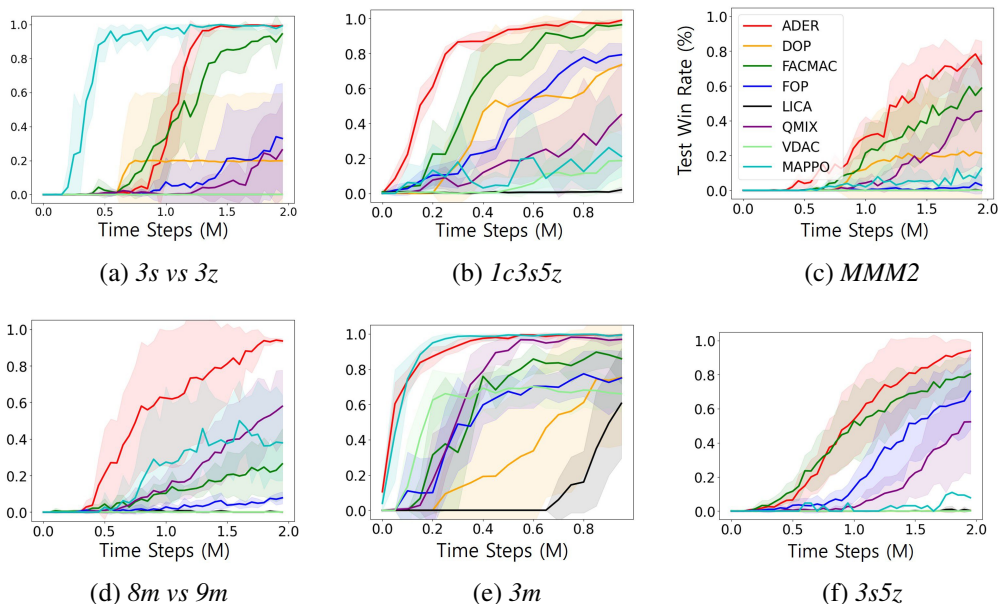 1.0
0.8
0.6
0.4
0.2
0.0
0.0 0.5 1.0 1.5 2.0
Time Steps (M)
(a) 3s vs 3z
1.0
0.8
0.6
0.4
0.2
0.0
0.0 0.2 0.4 0.6 0.8
Time Steps (M)
(b) 1c3s5z
Test Win Rate (%)
1.0
0.8
0.6
0.4
0.2
0.0
ADER
DOP
FACMAC
FOP
LICA
QMIX
VDAC
MAPPO
0.0 0.5 1.0 1.5 2.0
Time Steps (M)
(c) MMM2
1.0
0.8
0.6
0.4
0.2
0.0
0.0 0.5 1.0 1.5 2.0
Time Steps (M)
(d) 8m vs 9m
1.0
0.8
0.6
0.4
0.2
0.0
0.0 0.2 0.4 0.6 0.8
Time Steps (M)
(e) 3m
1.0
0.8
0.6
0.4
0.2
0.0
0.0 0.5 1.0 1.5 2.0
Time Steps (M)
(f) 3s5z